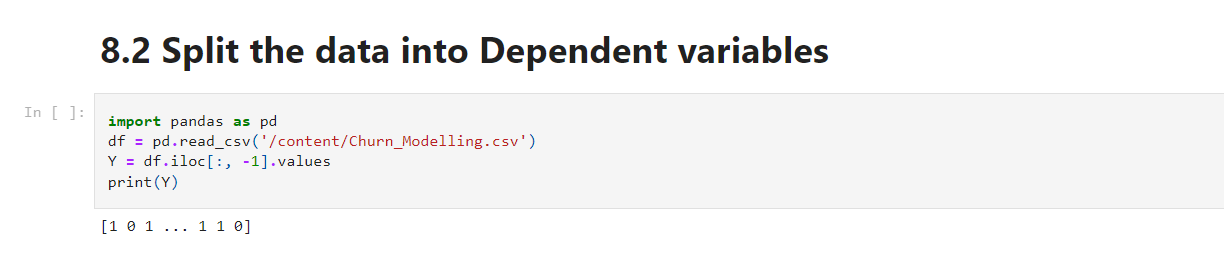 8.2 Split the data into Dependent variables
In [ ]:
import pandas as pd
df = pd.read_csv('/content/Churn_Modelling.csv')
Y = df.iloc[:, -1].values
print(Y)
[1 0 1 ... 1 1 0]